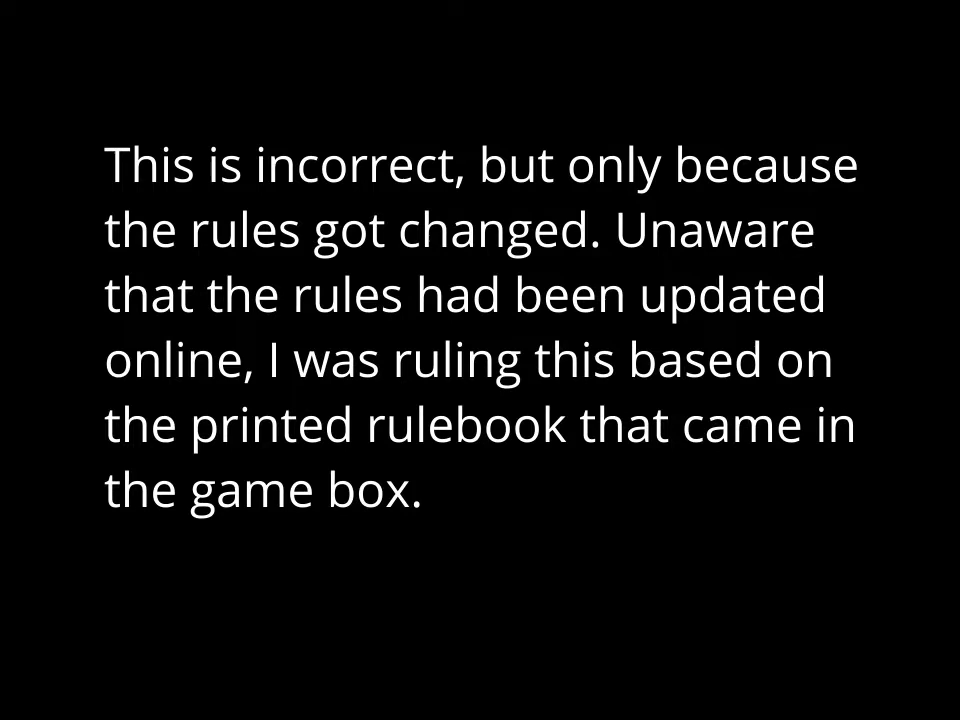 This is incorrect, but only because
the rules got changed. Unaware
that the rules had been updated
online, I was ruling this based on
the printed rulebook that came in
the game box.